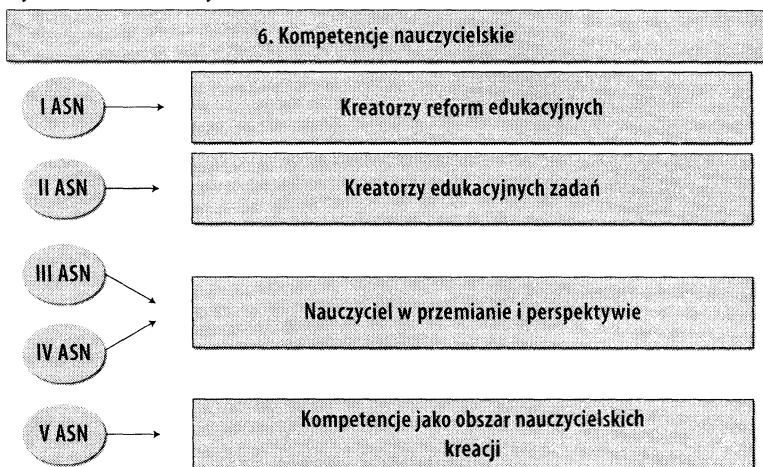 6. Kompetencje nauczycielskie
I ASN
Kreatorzy reform edukacyjnych
II ASN
Kreatorzy edukacyjnych zadań
III ASN
Nauczyciel w przemianie i perspektywie
IV ASN
V ASN
Kompetencje jako obszar nauczycielskich
kreacji